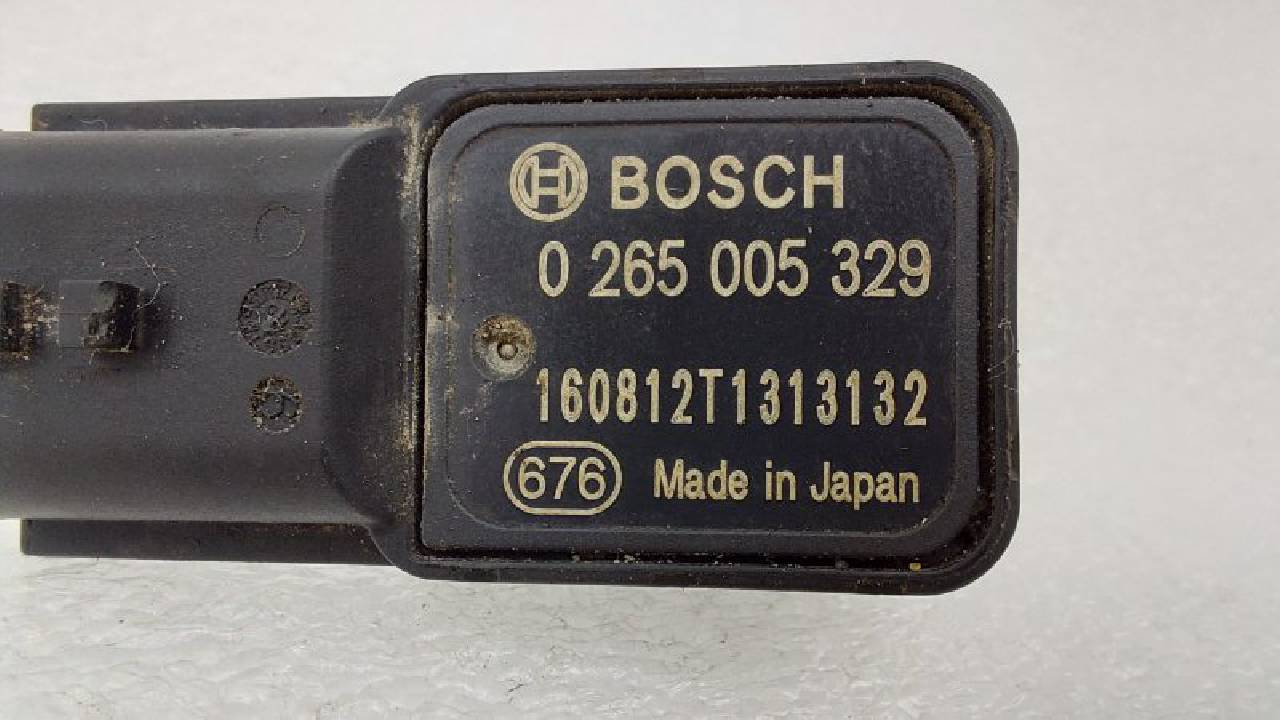 BOSCH
0 265 005 329
160812T1313132
676 Made in Japan